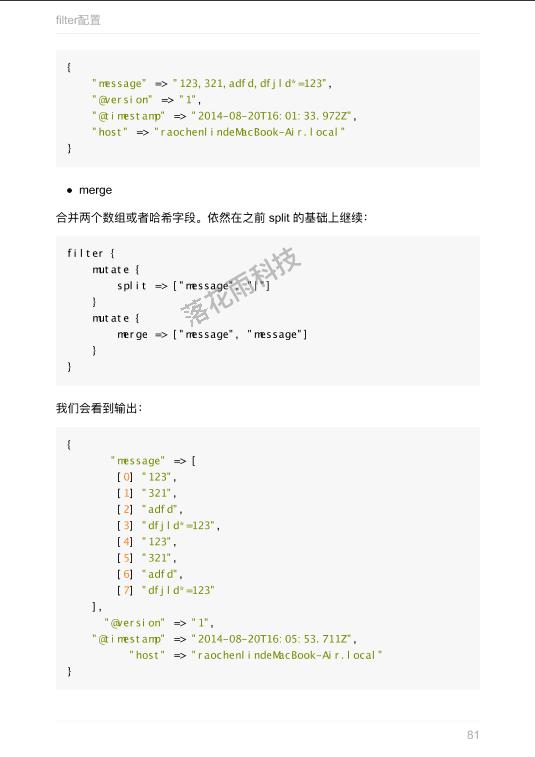 filter配置
{
    "message" => "123,321,adfd,dfjld*=123",
    "@version" => "1",
    "@timestamp" => "2014-08-20T16:01:33.972Z",
    "host" => "raochenlindeMacBook-Air.local"
}
● merge
合并两个数组或者哈希字段。依然在之前 split 的基础上继续：
filter {
    mutate {
        split => ["message", "|"]
    }
    mutate {
        merge => ["message", "message"]
    }
}
落花雨科技
我们会看到输出：
{
       "message" => [
        [0] "123",
        [1] "321",
        [2] "adfd",
        [3] "dfjld*=123",
        [4] "123",
        [5] "321",
        [6] "adfd",
        [7] "dfjld*=123"
    ],
      "@version" => "1",
    "@timestamp" => "2014-08-20T16:05:53.711Z",
          "host" => "raochenlindeMacBook-Air.local"
}
81